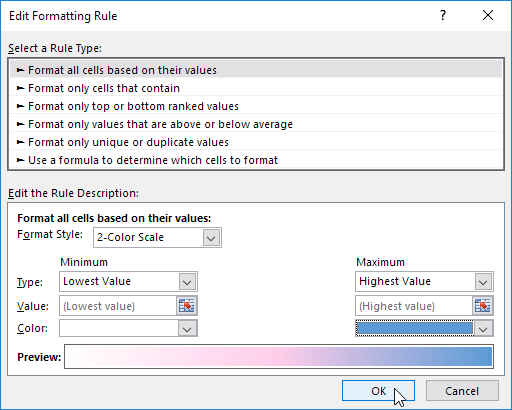 Edit Formatting Rule
Select a Rule Type:
► Format all cells based on their values
► Format only cells that contain
► Format only top or bottom ranked values
► Format only values that are above or below average
► Format only unique or duplicate values
► Use a formula to determine which cells to format
Edit the Rule Description:
Format all cells based on their values:
Format Style: 2-Color Scale
Minimum Maximum
Type: Lowest Value Highest Value
Value: (Lowest value) (Highest value)
Color:
Preview:
OK Cancel